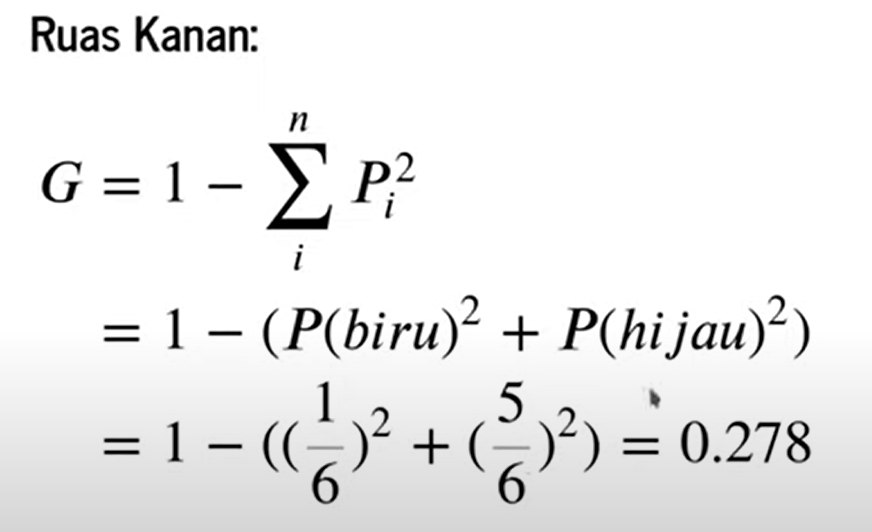 Ruas Kanan:
G = 1 − ∑ᵢⁿ Pᵢ²
= 1 − (P(biru)² + P(hijau)²)
= 1 − ((1/6)² + (5/6)²) = 0.278